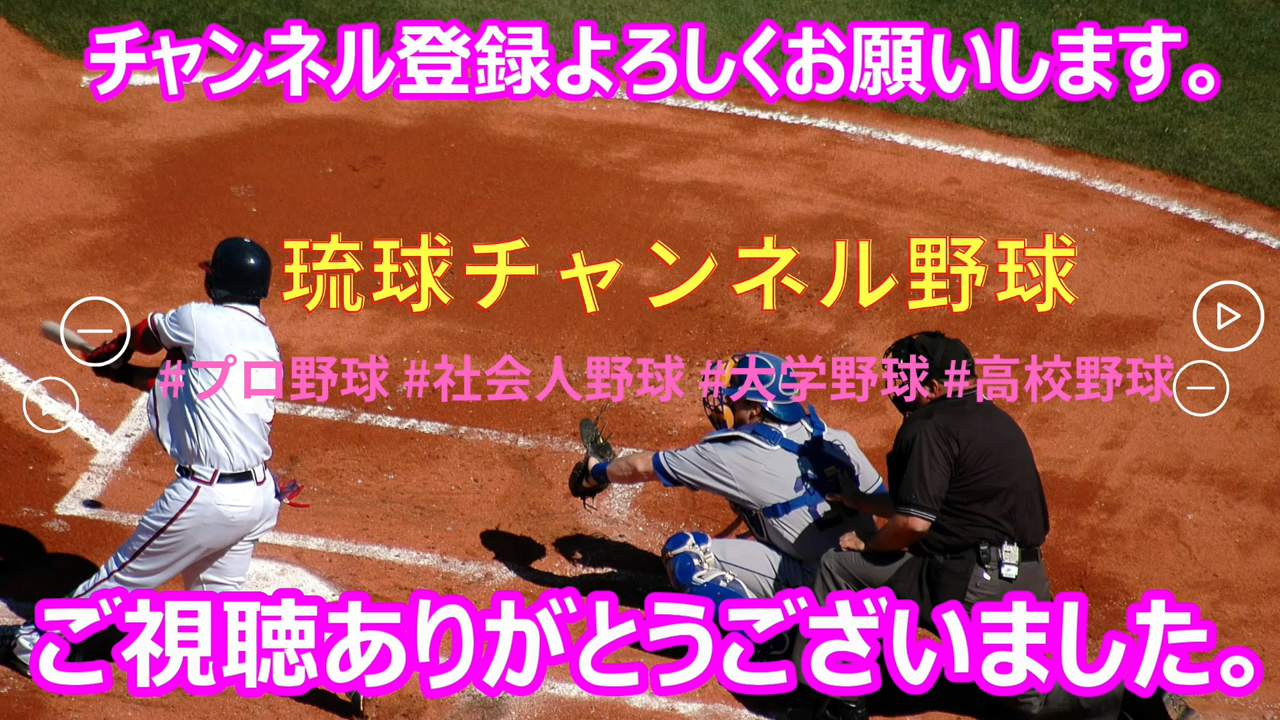 チャンネル登録よろしくお願いします。
琉球チャンネル野球
#プロ野球 #社会人野球 #大学野球 #高校野球
ご視聴ありがとうございました。